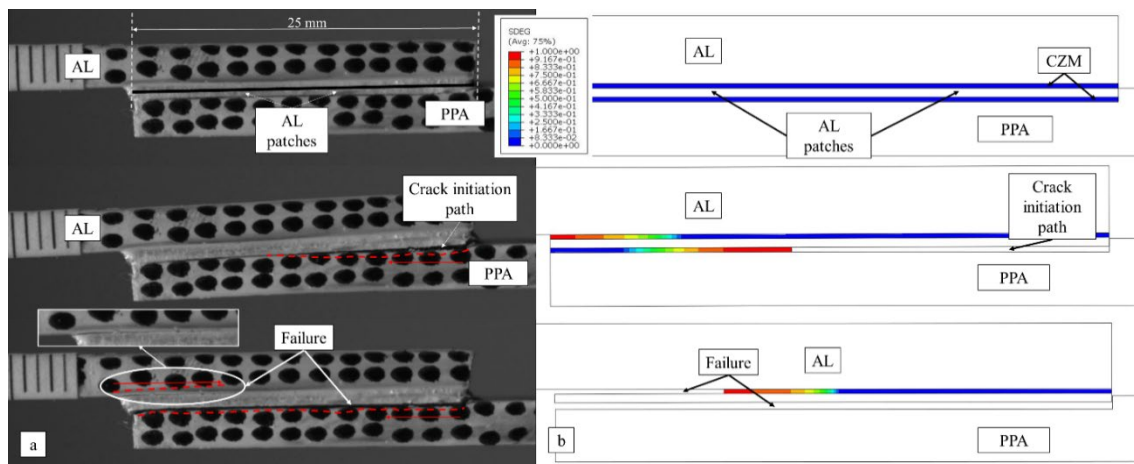 25 mm
AL
AL
patches
PPA
SDEG
(Avg: 75%)
+1.000e+00
+9.167e-01
+8.333e-01
+7.500e-01
+6.667e-01
+5.833e-01
+5.000e-01
+4.167e-01
+3.333e-01
+2.500e-01
+1.667e-01
+8.333e-02
+0.000e+00
AL
CZM
AL
patches
PPA
Crack initiation
path
AL
PPA
AL
Crack
initiation
path
PPA
Failure
a
Failure
AL
b
PPA